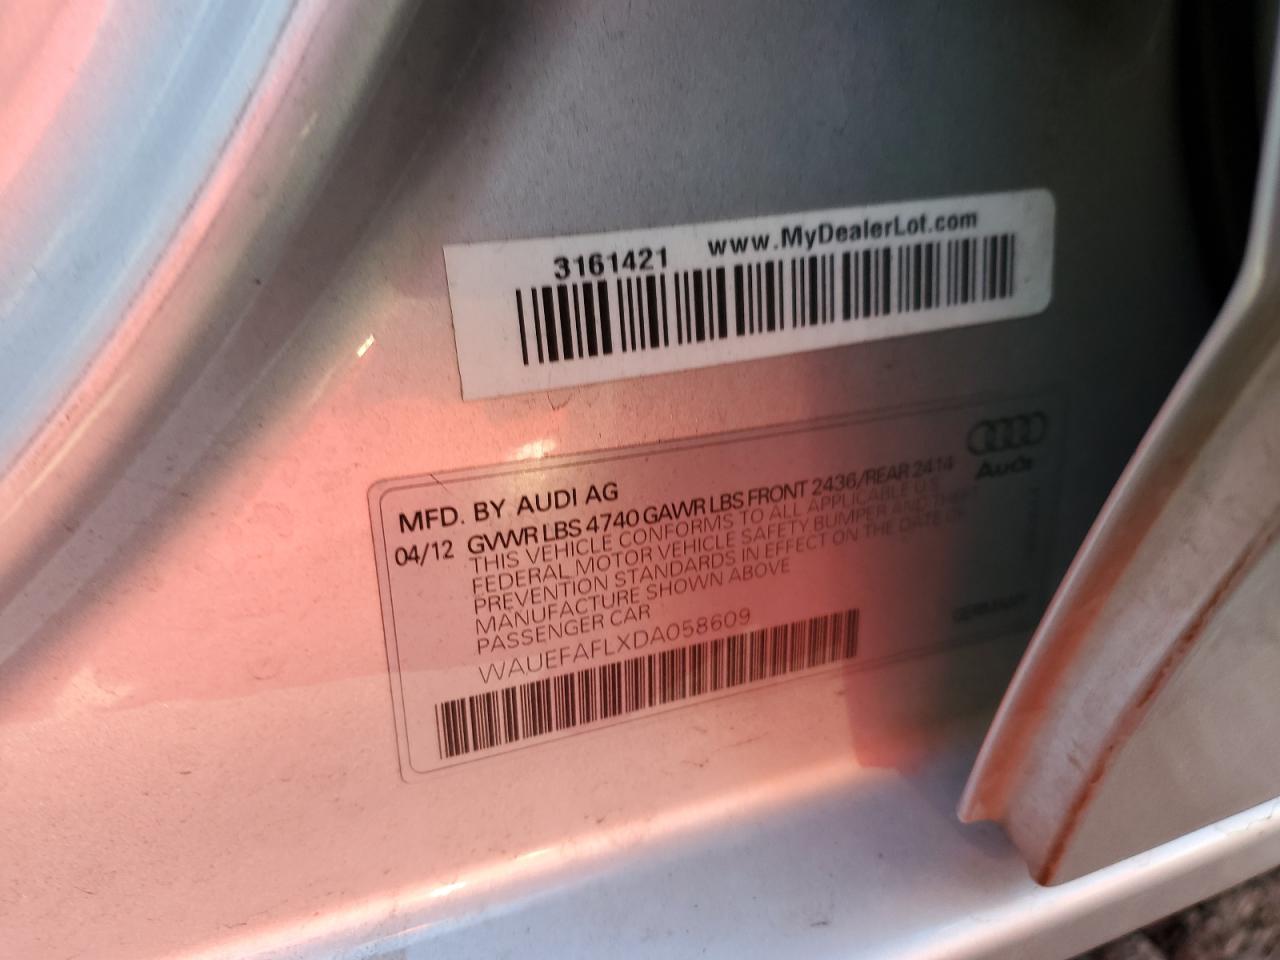 3161421 www.MyDealerLot.com
Audi
MFD. BY AUDI AG
04/12 GVWR LBS 4740 GAWR LBS FRONT 2436/REAR 2414
THIS VEHICLE CONFORMS TO ALL APPLICABLE U.S.
FEDERAL MOTOR VEHICLE SAFETY BUMPER AND THEFT
PREVENTION STANDARDS IN EFFECT ON THE DATE OF
MANUFACTURE SHOWN ABOVE
PASSENGER CAR
GERMANY
WAUEFAFLXDA058609